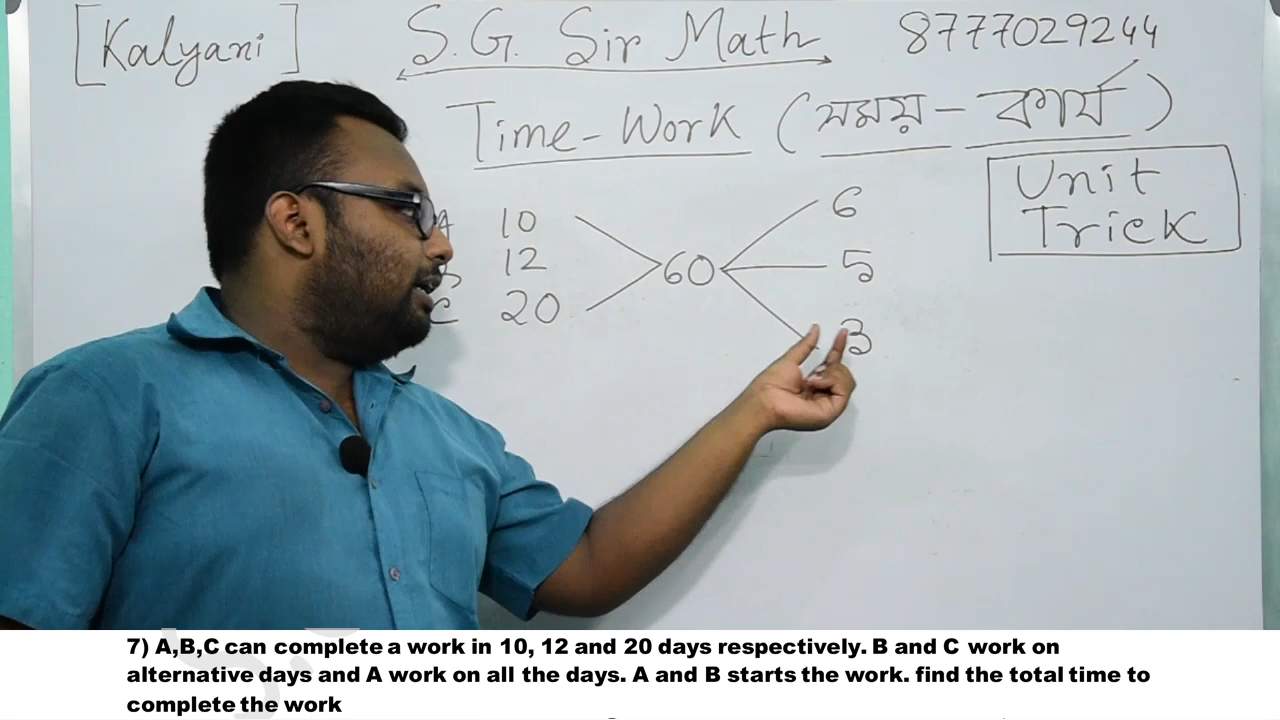 [Kalyani] S.G. Sir Math 8777029244
Time-Work (সময় - কার্য)
Unit
Trick
A 10 6
12 60 5
C 20 3
7) A,B,C can complete a work in 10, 12 and 20 days respectively. B and C work on
alternative days and A work on all the days. A and B starts the work. find the total time to
complete the work